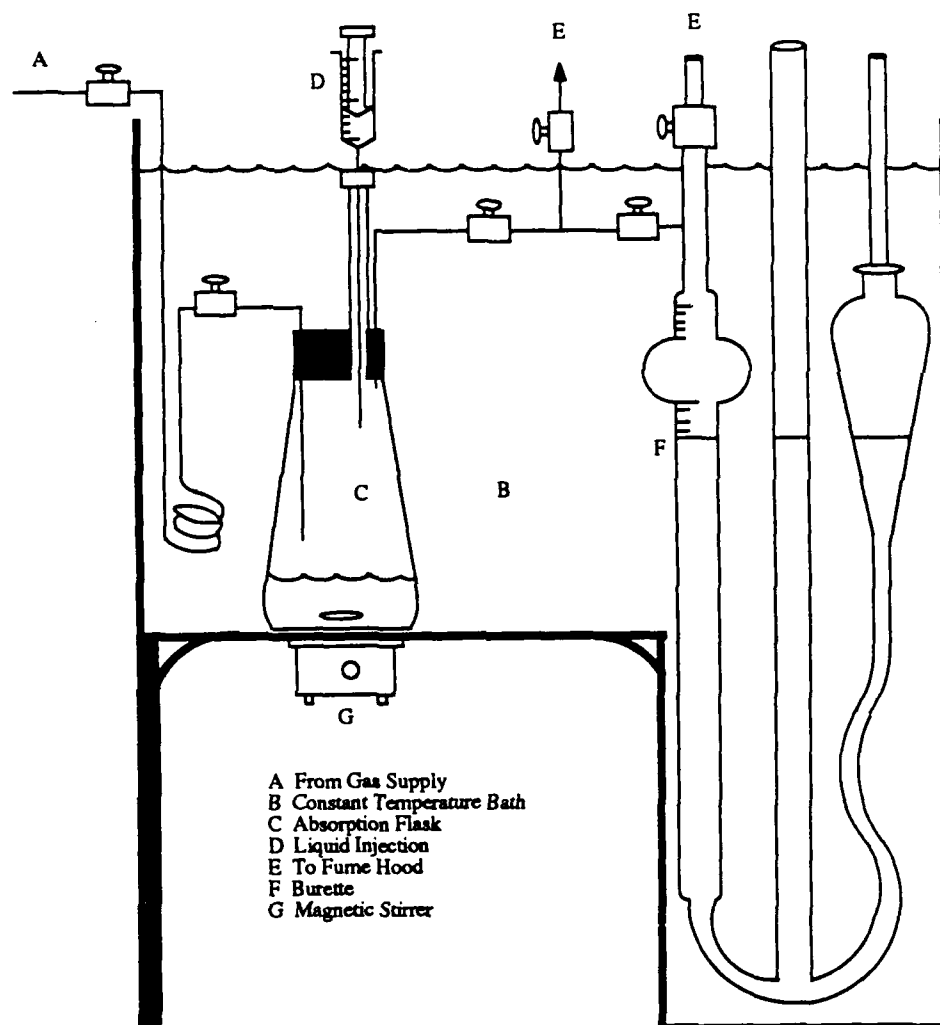 E
E
A
D
F
C
B
G
A From Gas Supply
B Constant Temperature Bath
C Absorption Flask
D Liquid Injection
E To Fume Hood
F Burette
G Magnetic Stirrer